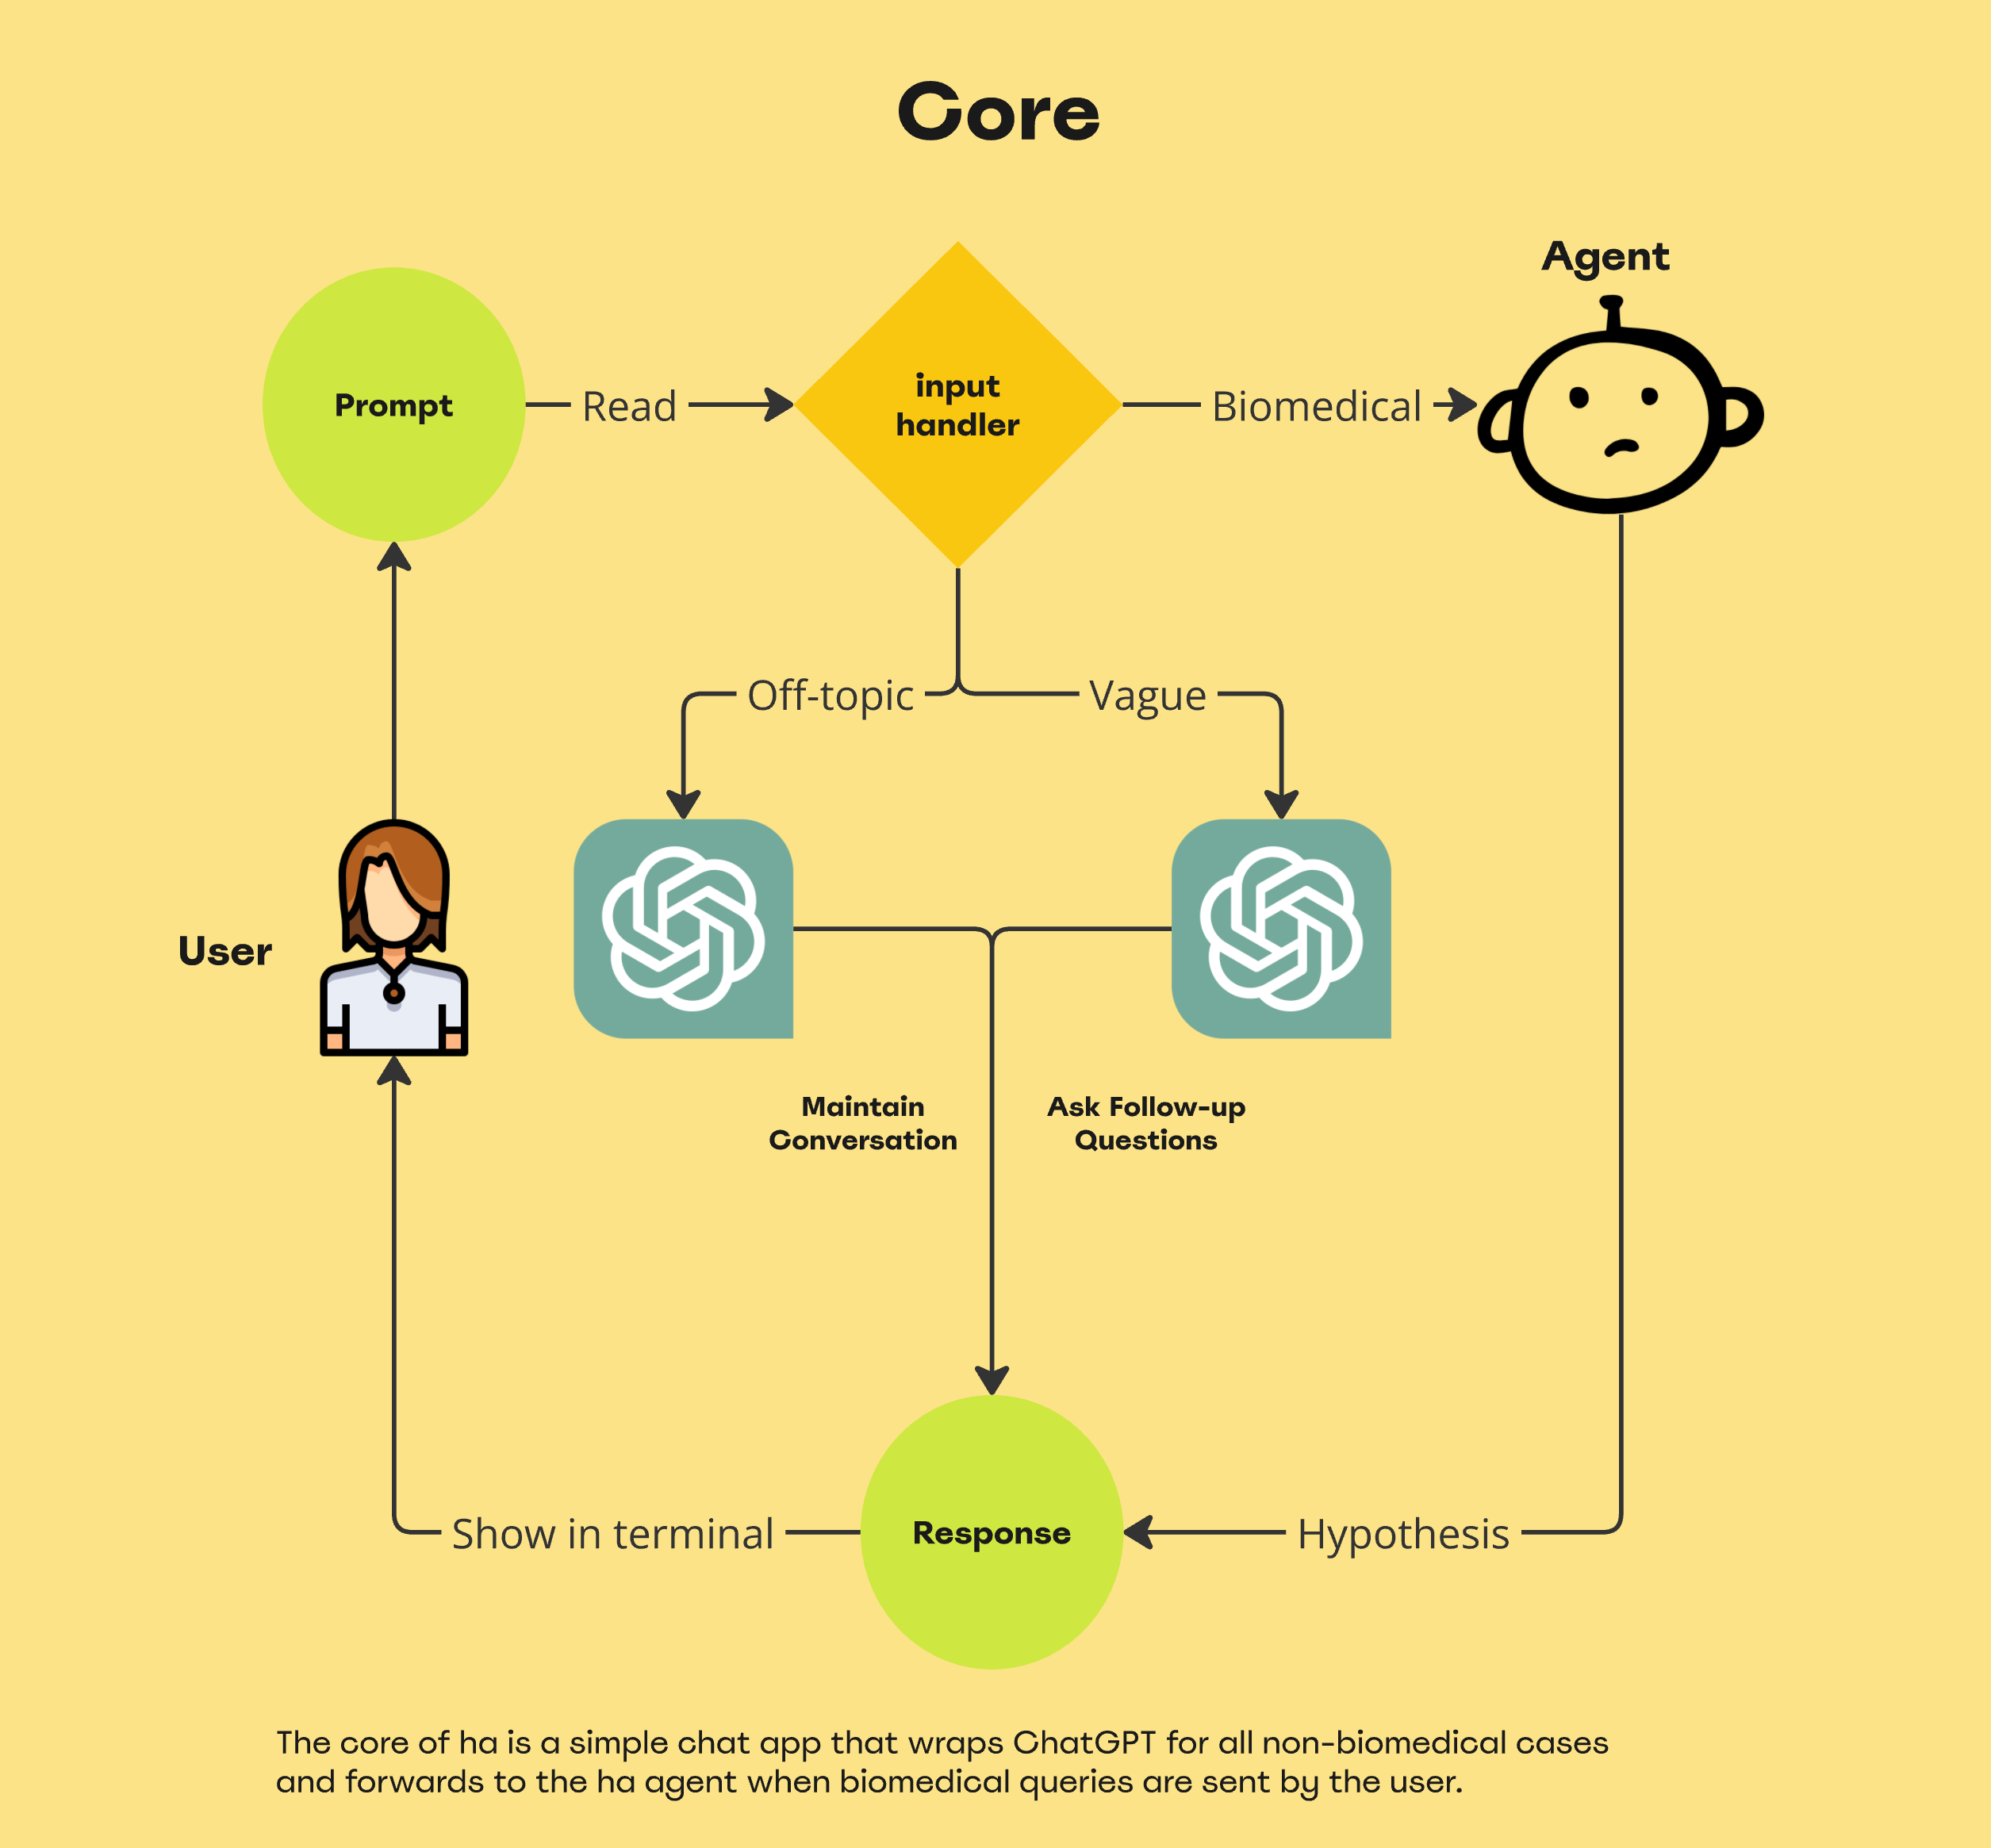 Core
Agent
Prompt
Read
input
handler
Biomedical
Off-topic
Vague
User
Maintain
Conversation
Ask Follow-up
Questions
Show in terminal
Response
Hypothesis
The core of ha is a simple chat app that wraps ChatGPT for all non-biomedical cases
and forwards to the ha agent when biomedical queries are sent by the user.